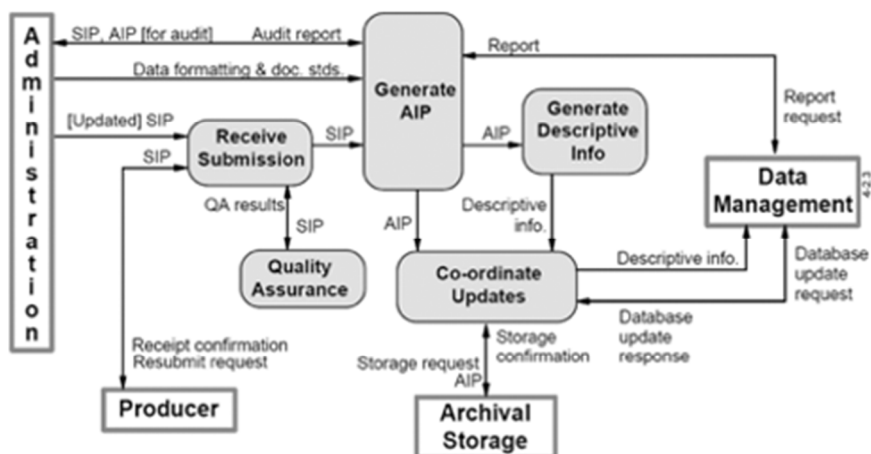 Administration
SIP, AIP [for audit]
Audit report
Data formatting & doc. stds.
[Updated] SIP
SIP
Receive
Submission
SIP
Generate
AIP
Report
AIP
Generate
Descriptive
Info
Report
request
Data
Management
4-2.3
QA results
SIP
Quality
Assurance
AIP
Descriptive
info.
Co-ordinate
Updates
Descriptive info.
Database
update
request
Database
update
response
Receipt confirmation
Resubmit request
Producer
Storage request
AIP
Storage
confirmation
Archival
Storage